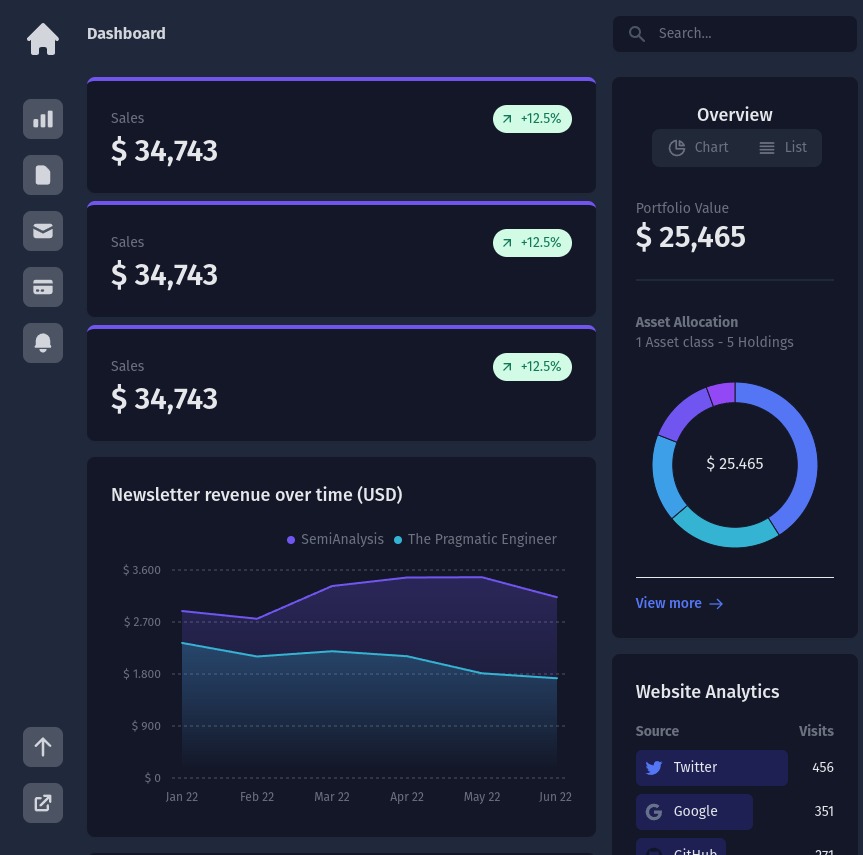 Dashboard
Search...
Sales
$ 34,743
+12.5%
Sales
$ 34,743
+12.5%
Sales
$ 34,743
+12.5%
Newsletter revenue over time (USD)
SemiAnalysis The Pragmatic Engineer
$ 3.600
$ 2.700
$ 1.800
$ 900
$ 0
Jan 22 Feb 22 Mar 22 Apr 22 May 22 Jun 22
Overview
Chart List
Portfolio Value
$ 25,465
Asset Allocation
1 Asset class - 5 Holdings
$ 25.465
View more
Website Analytics
Source Visits
Twitter 456
Google 351
GitHub 271